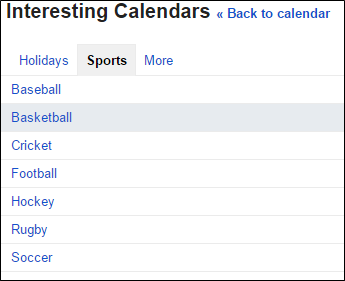 Interesting Calendars « Back to calendar
Holidays Sports More
Baseball
Basketball
Cricket
Football
Hockey
Rugby
Soccer